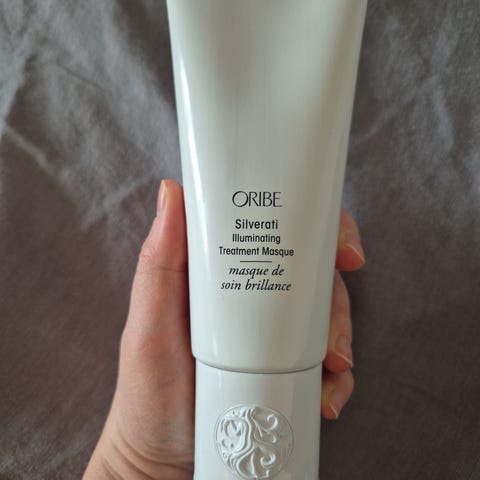 ORIBE
Silverati
Illuminating
Treatment Masque
masque de
soin brillance